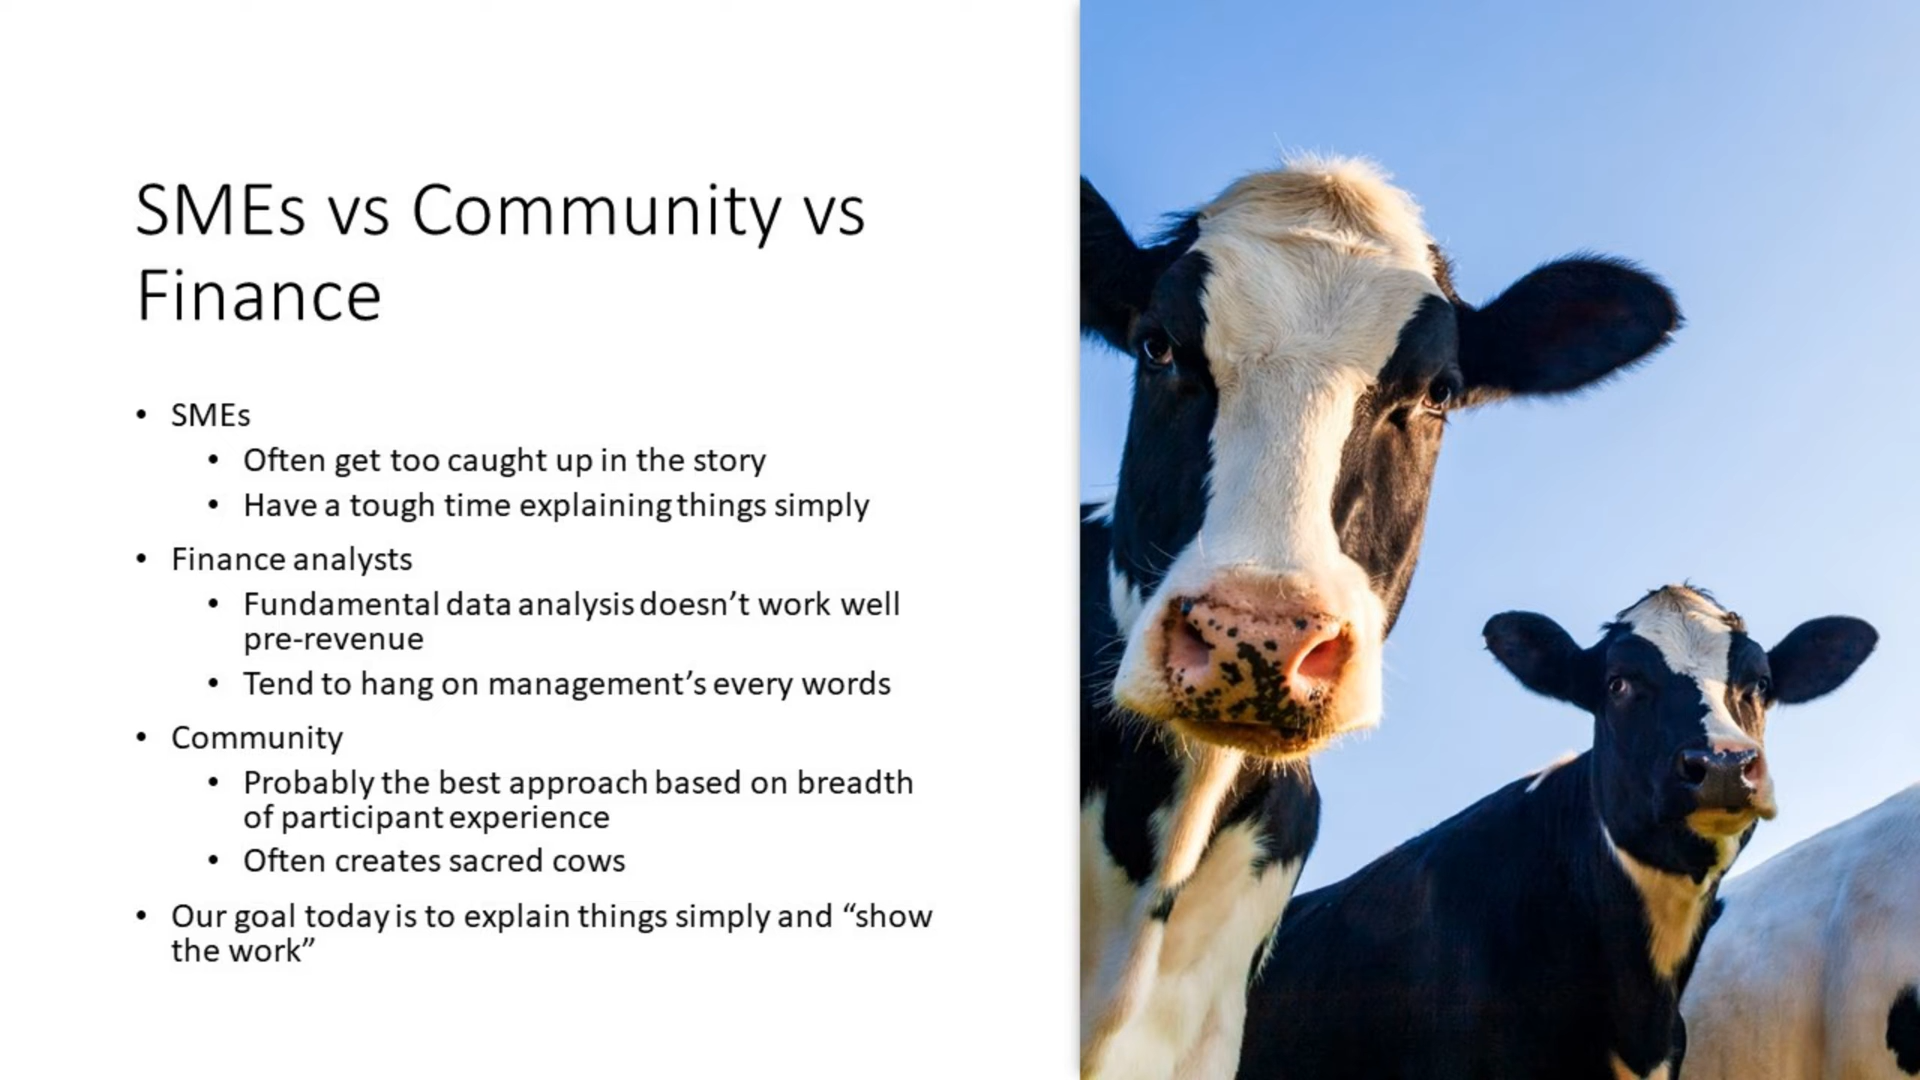 SMEs vs Community vs
Finance
• SMEs
• Often get too caught up in the story
• Have a tough time explaining things simply
• Finance analysts
• Fundamental data analysis doesn’t work well
pre-revenue
• Tend to hang on management’s every words
• Community
• Probably the best approach based on breadth
of participant experience
• Often creates sacred cows
• Our goal today is to explain things simply and “show
the work”